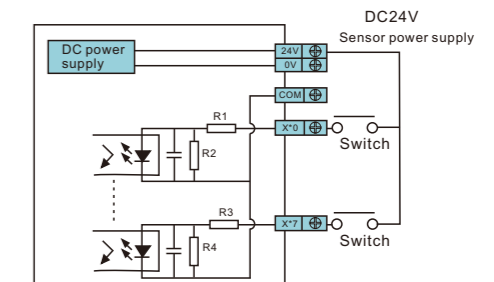 DC24V
Sensor power supply
DC power
supply
24V
0V
COM
R1
X*0
Switch
R2
R3
X*7
Switch
R4